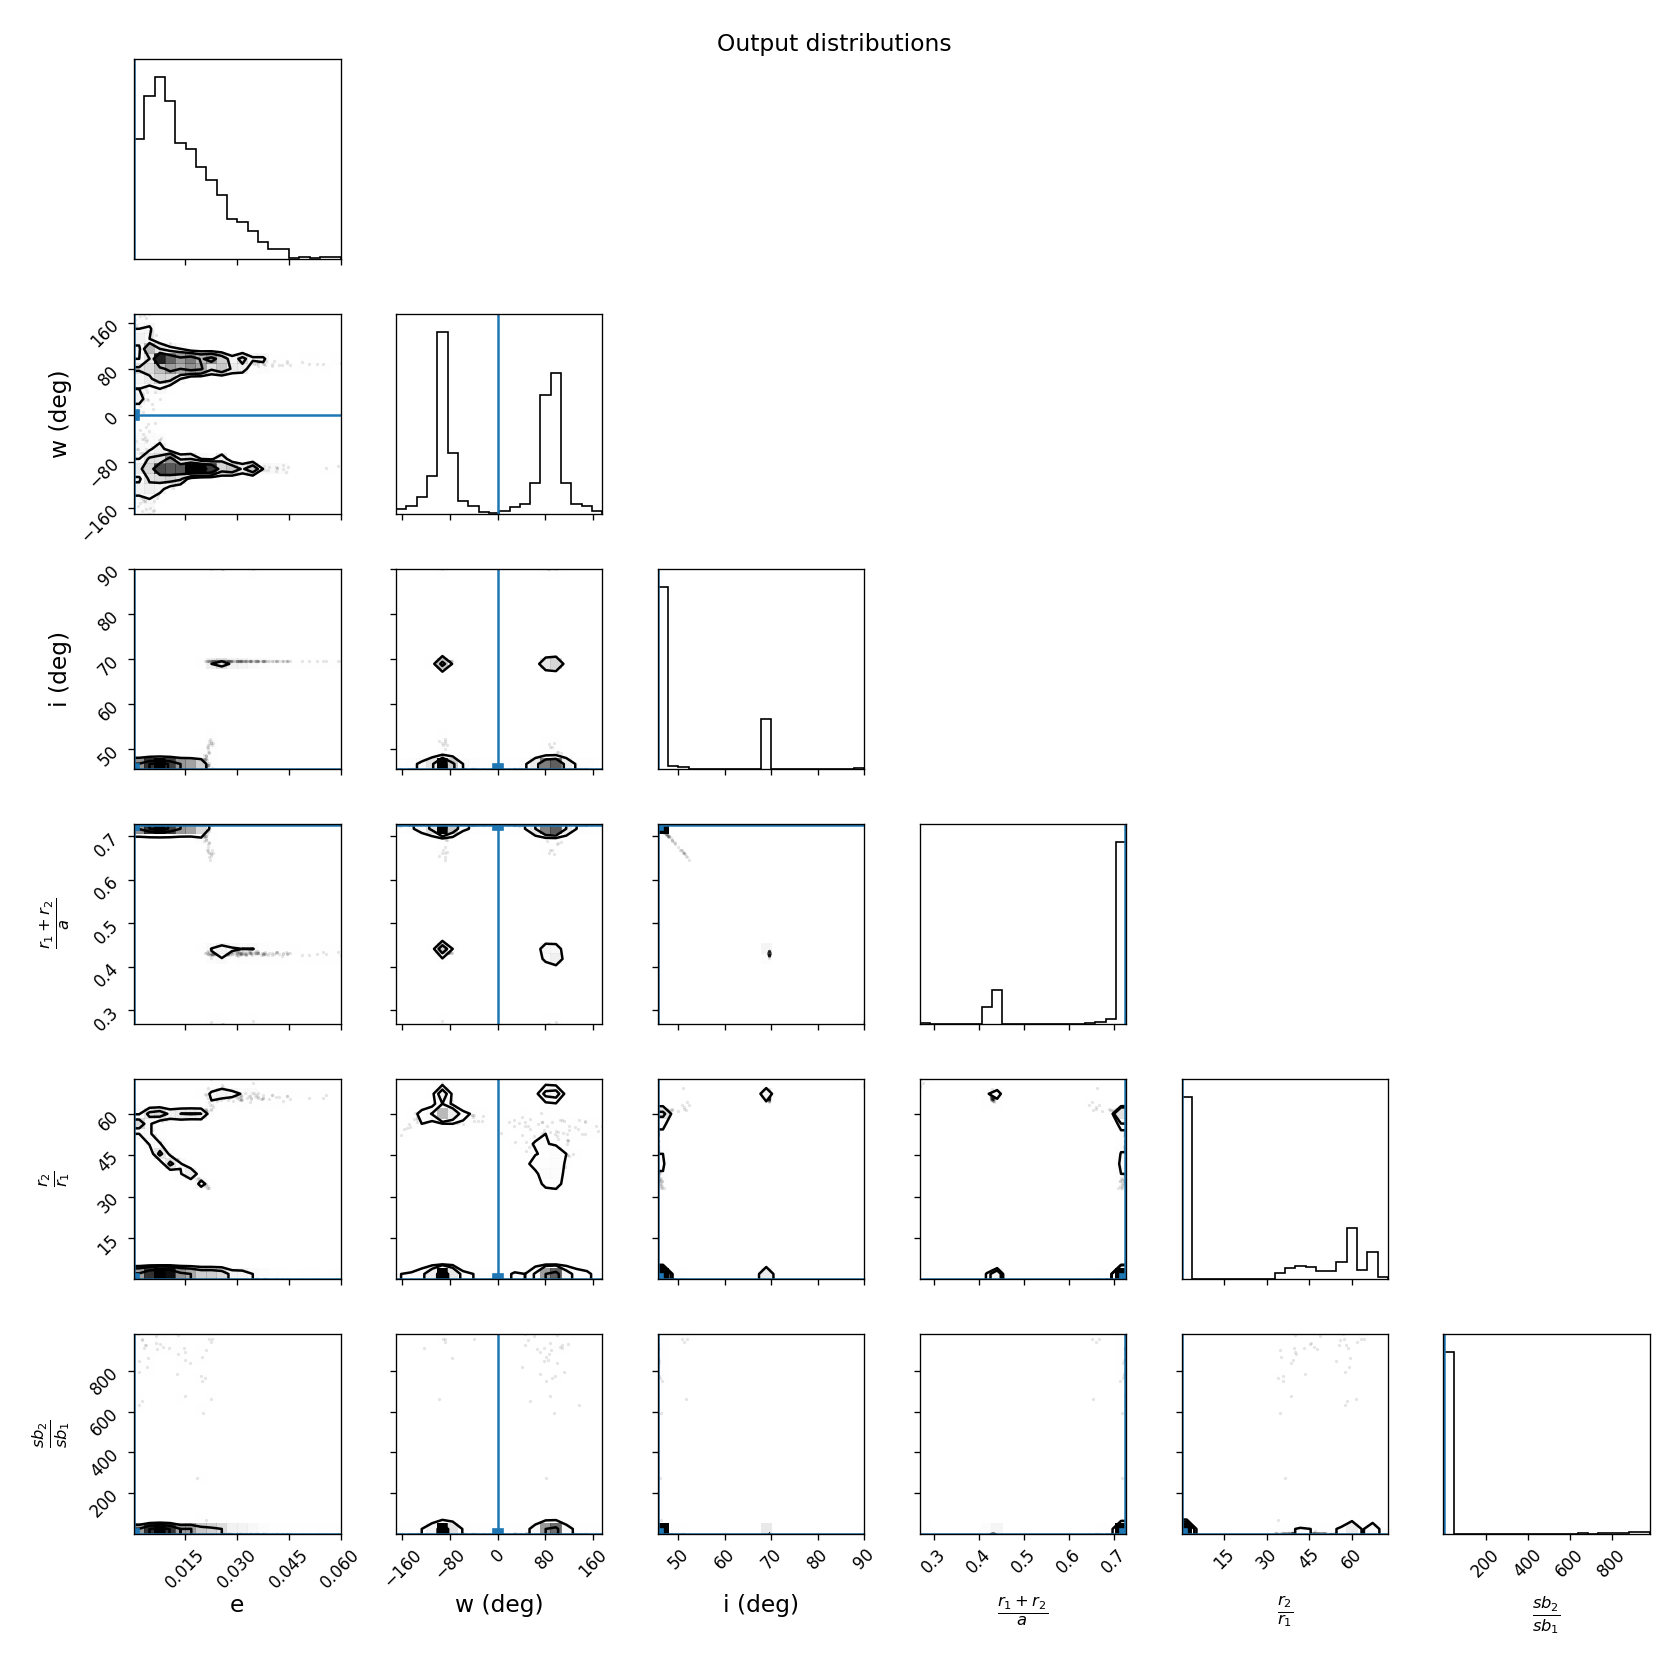 Output distributions
w (deg)
160
80
0
−80
−160
i (deg)
90
80
70
60
50
r₁ + r₂
a
0.7
0.6
0.5
0.4
0.3
r₂
r₁
60
45
30
15
sb₂
sb₁
800
600
400
200
0.015 0.030 0.045 0.060
−160 −80 0 80 160
50 60 70 80 90
0.3 0.4 0.5 0.6 0.7
15 30 45 60
200 400 600 800
e
w (deg)
i (deg)
r₁ + r₂
a
r₂
r₁
sb₂
sb₁